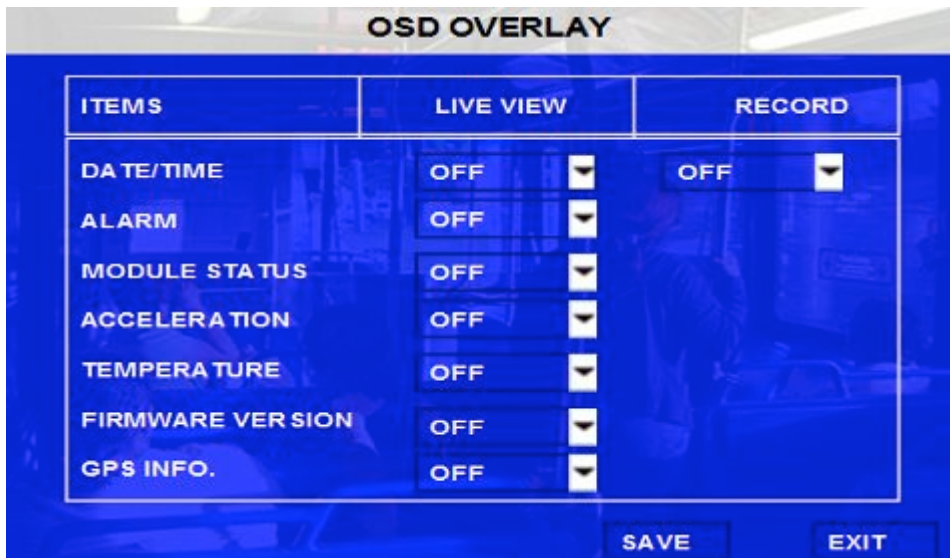 OSD OVERLAY
ITEMS LIVE VIEW RECORD
DATE/TIME OFF OFF
ALARM OFF
MODULE STATUS OFF
ACCELERATION OFF
TEMPERATURE OFF
FIRMWARE VERSION OFF
GPS INFO. OFF
SAVE EXIT